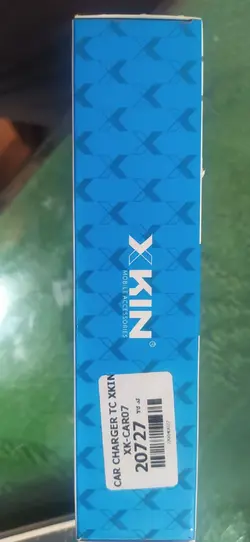 XKIN®
MOBILE ACCESSORIES
CAR CHARGER TC XKIN
XK-CAR07
20727